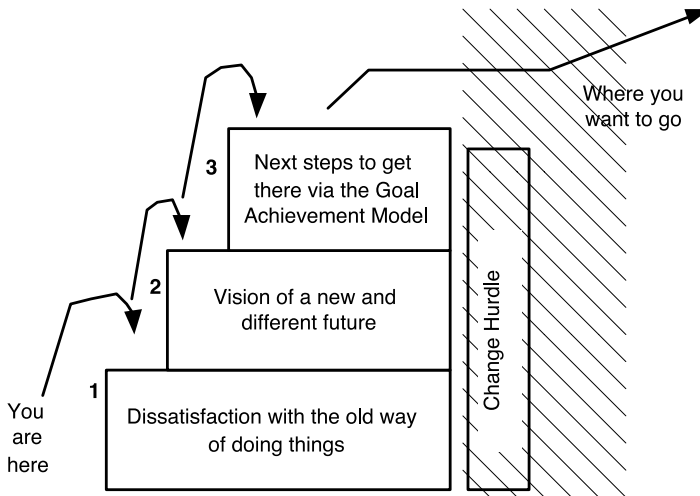 Where you
want to go
3
Next steps to get
there via the Goal
Achievement Model
2
Vision of a new and
different future
Change Hurdle
1
Dissatisfaction with the old way
of doing things
You
are
here